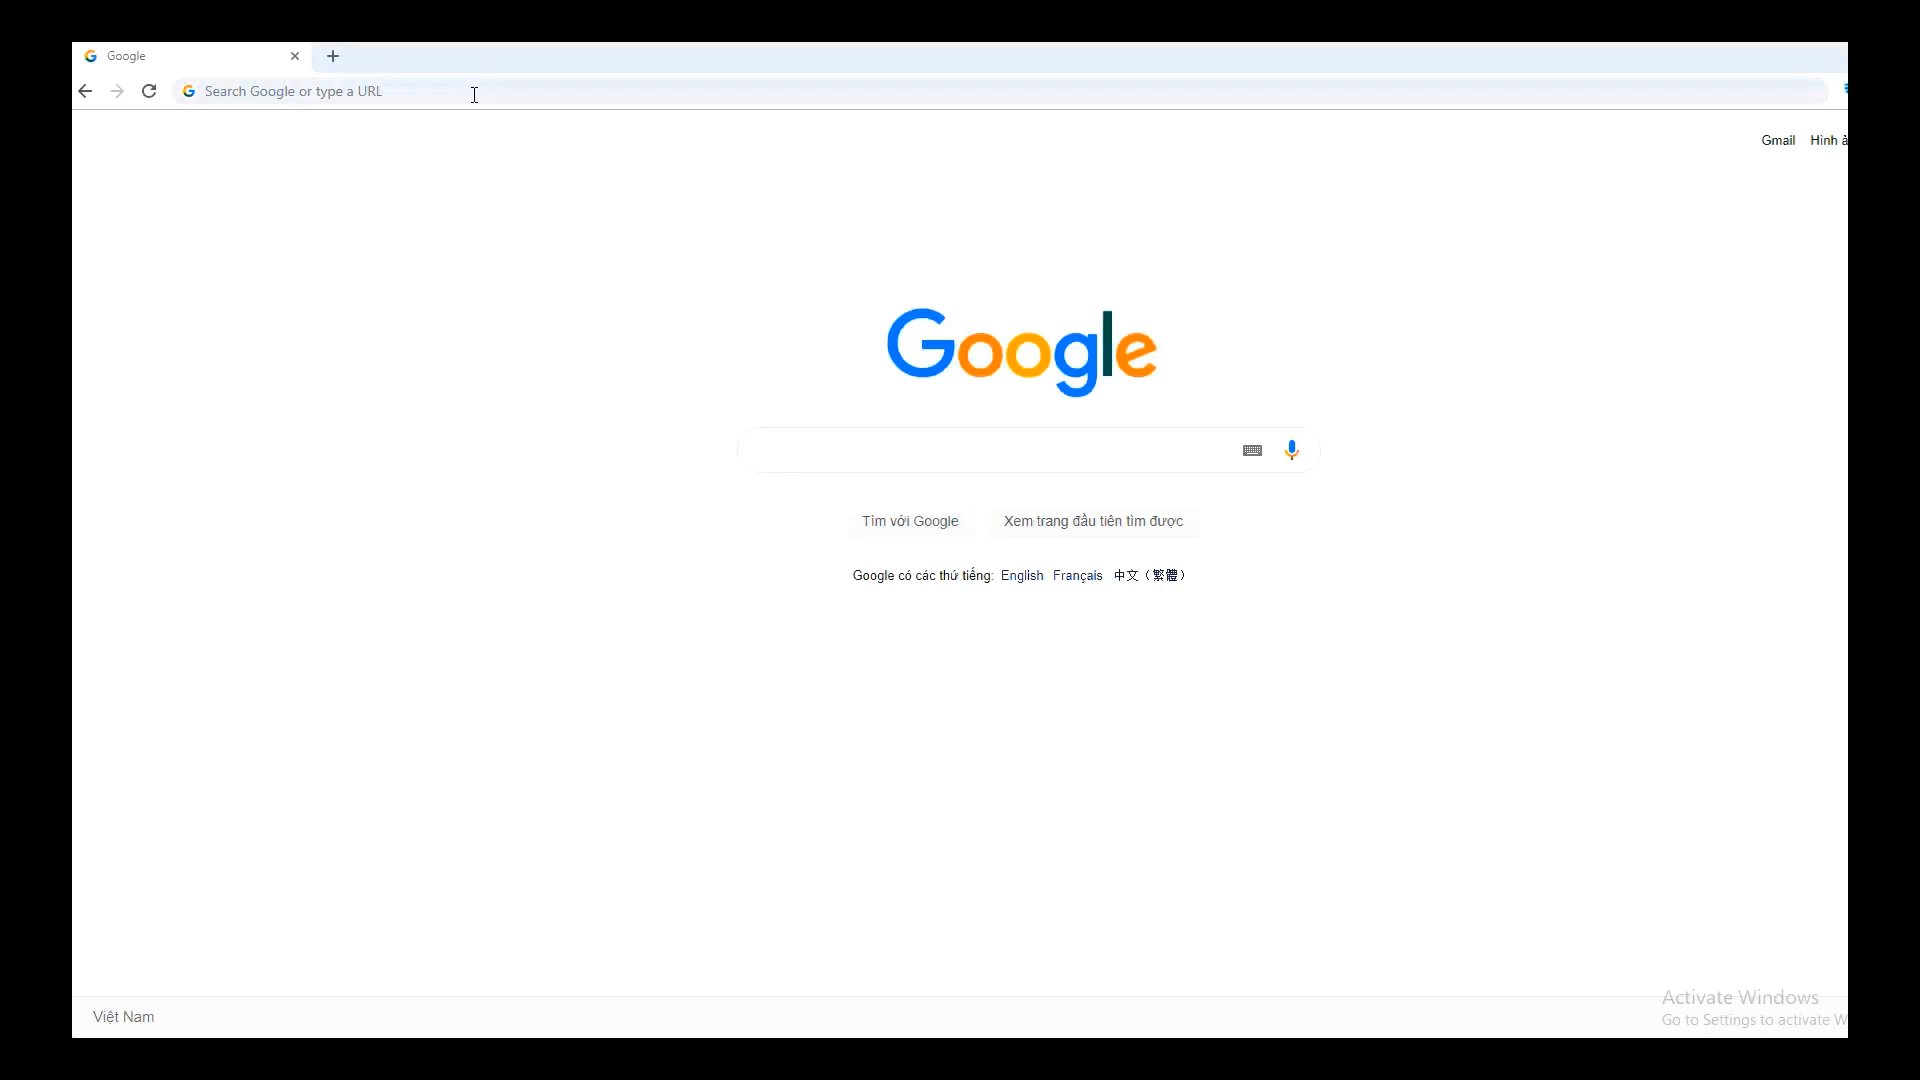 Google
Search Google or type a URL
Gmail Hình ả
Google
Tìm với Google Xem trang đầu tiên tìm được
Google có các thứ tiếng: English Français 中文（繁體）
Activate Windows
Go to Settings to activate W
Việt Nam